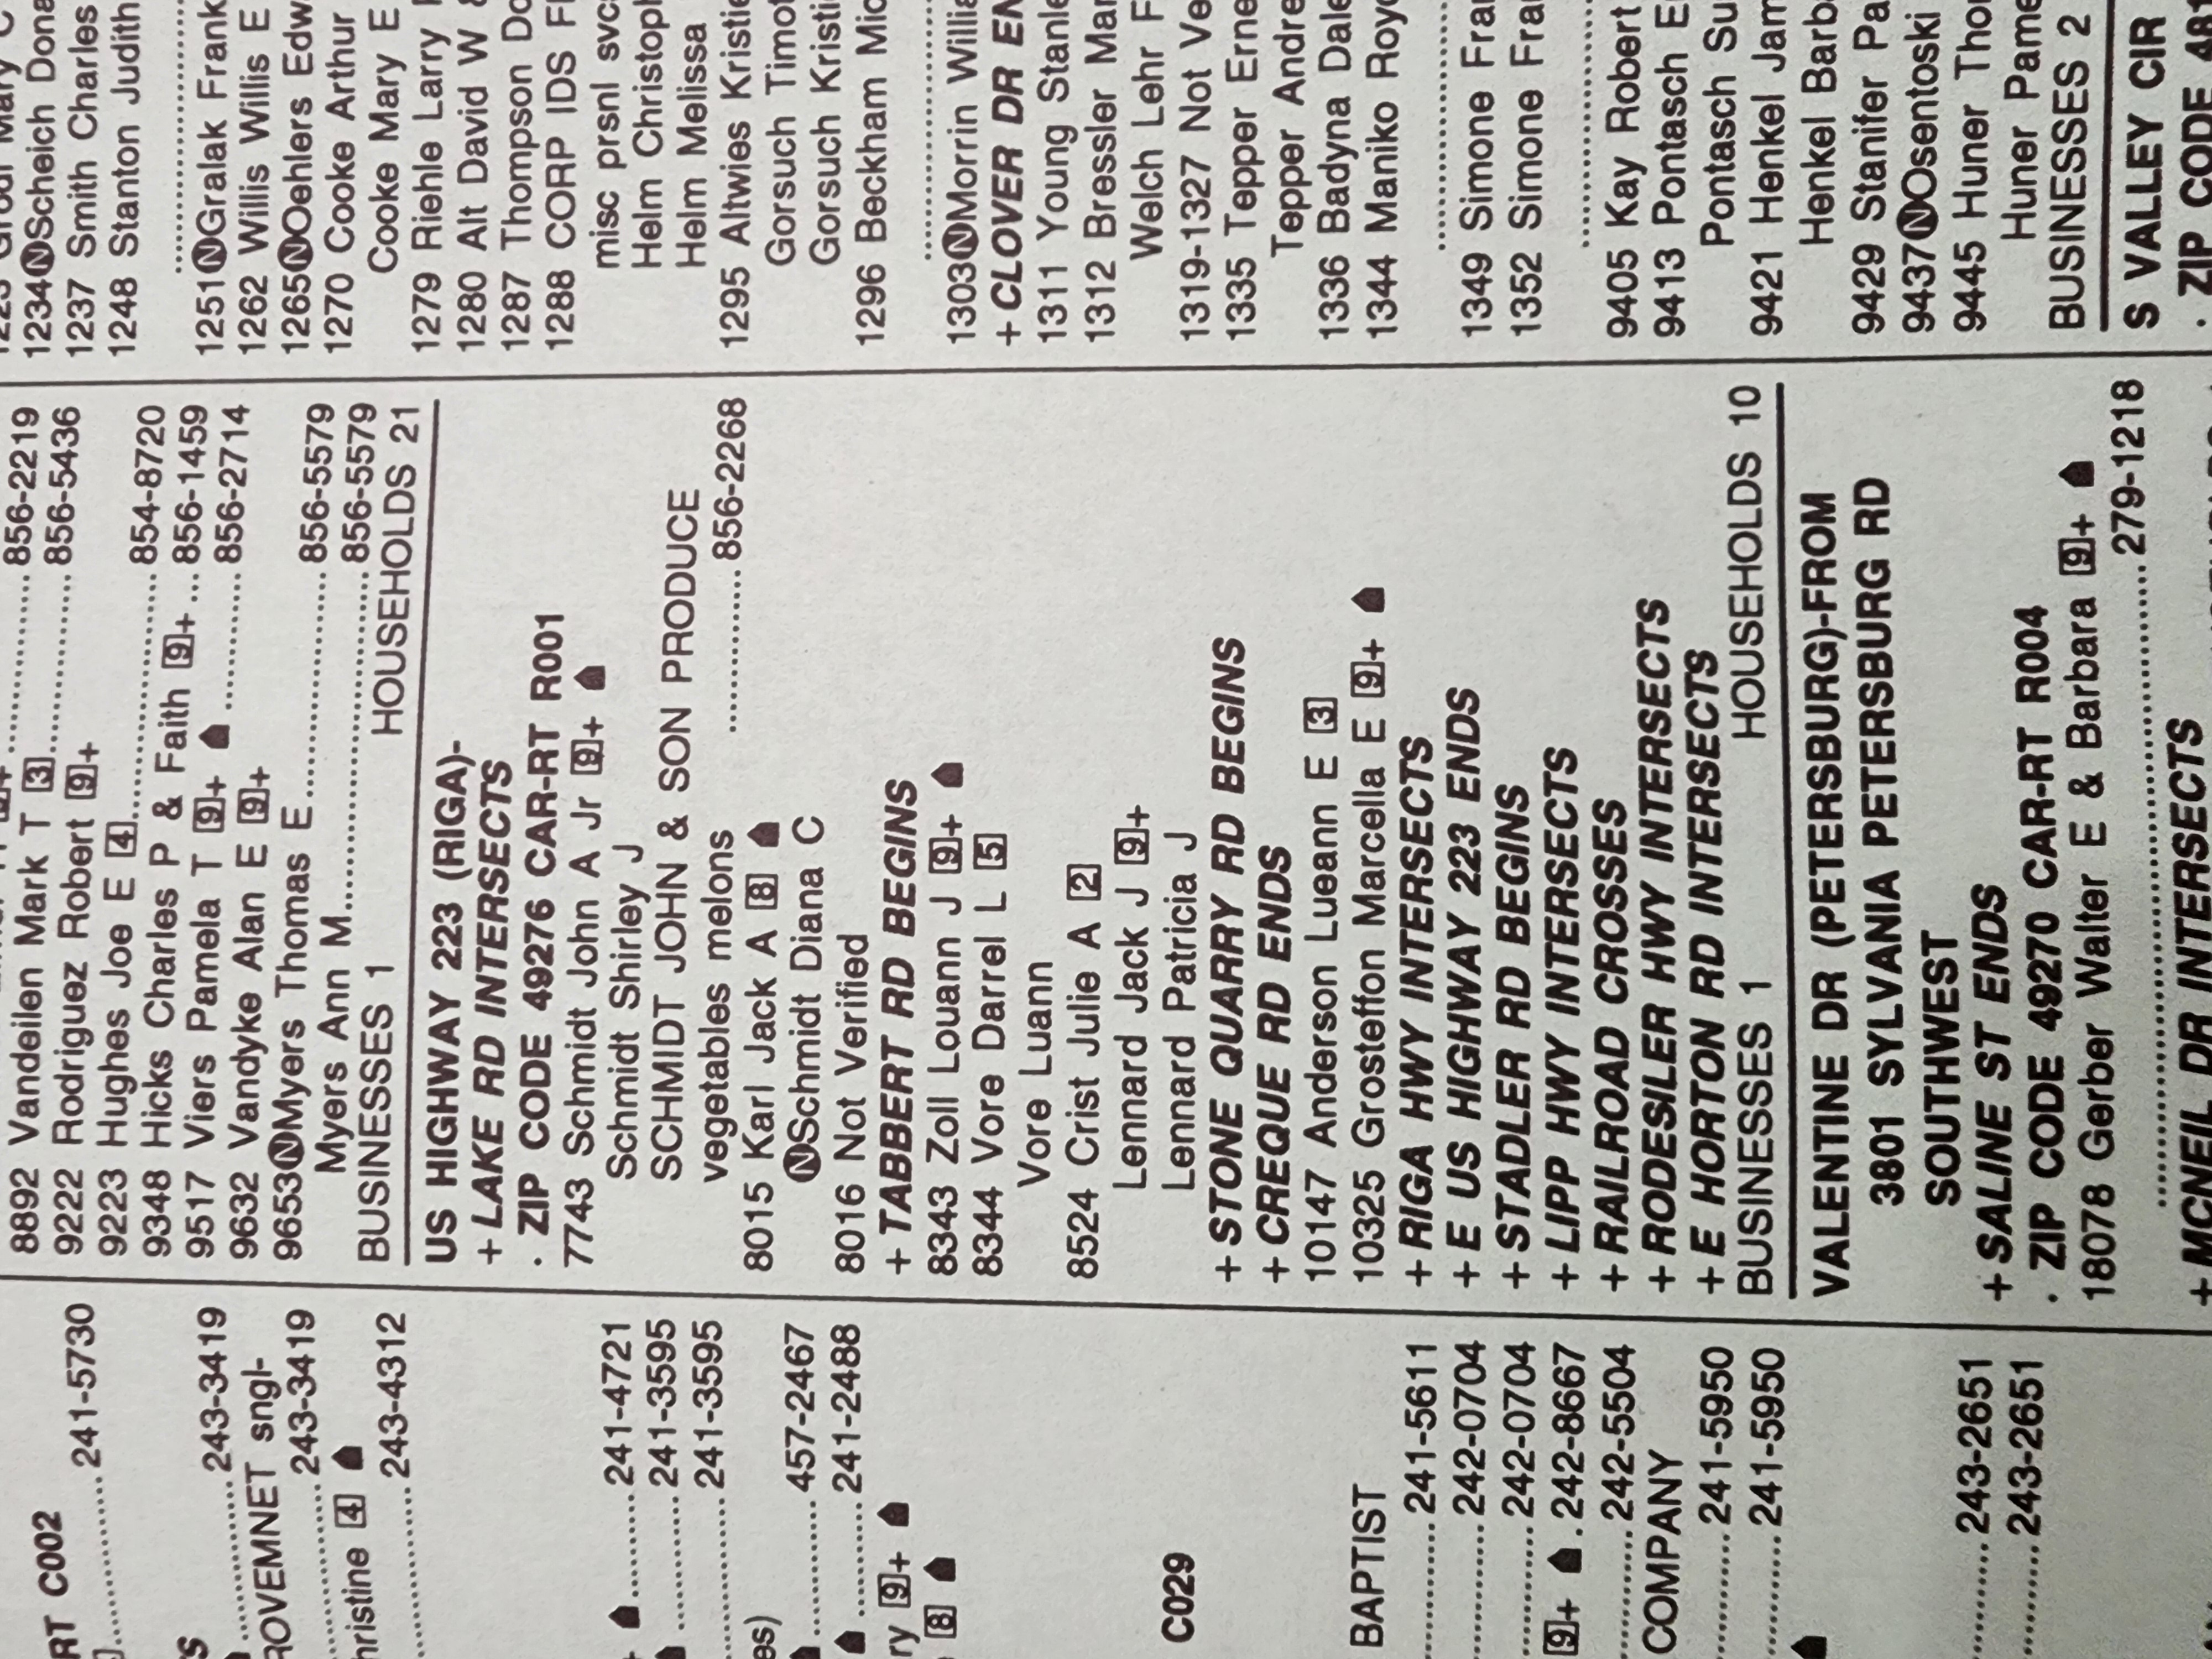 RT C002
241-5730
243-3419
ROVEMNET sngl-
243-3419
hristine 4
243-4312
241-4721
241-3595
241-3595
es)
457-2467
241-2488
ry 9+
8
C029
BAPTIST
241-5611
242-0704
242-0704
9+ 242-8667
242-5504
COMPANY
241-5950
241-5950
243-2651
243-2651
856-2219
8892 Vandeilen Mark T 3 856-5436
9222 Rodriguez Robert 9+
9223 Hughes Joe E 4 854-8720
9348 Hicks Charles P & Faith 9+ 856-1459
9517 Viers Pamela T 9+ 856-2714
9632 Vandyke Alan E 9+
9653 N Myers Thomas E 856-5579
Myers Ann M 856-5579
BUSINESSES 1 HOUSEHOLDS 21
US HIGHWAY 223 (RIGA)-
+ LAKE RD INTERSECTS
· ZIP CODE 49276 CAR-RT R001
7743 Schmidt John A Jr 9+
Schmidt Shirley J
SCHMIDT JOHN & SON PRODUCE
vegetables melons 856-2268
8015 Karl Jack A 8
N Schmidt Diana C
8016 Not Verified
+ TABBERT RD BEGINS
8343 Zoll Louann J 9+
8344 Vore Darrel L 5
Vore Luann
8524 Crist Julie A 2
Lennard Jack J 9+
Lennard Patricia J
+ STONE QUARRY RD BEGINS
+ CREQUE RD ENDS
10147 Anderson Lueann E 3
10325 Grosteffon Marcella E 9+
+ RIGA HWY INTERSECTS
+ E US HIGHWAY 223 ENDS
+ STADLER RD BEGINS
+ LIPP HWY INTERSECTS
+ RAILROAD CROSSES
+ RODESILER HWY INTERSECTS
+ E HORTON RD INTERSECTS
BUSINESSES 1 HOUSEHOLDS 10
VALENTINE DR (PETERSBURG)-FROM
3801 SYLVANIA PETERSBURG RD
SOUTHWEST
+ SALINE ST ENDS
· ZIP CODE 49270 CAR-RT R004
18078 Gerber Walter E & Barbara 9+
279-1218
+ MCNEIL DR INTERSECTS
1234 N Scheich Dona
1237 Smith Charles
1248 Stanton Judith
1251 N Gralak Frank
1262 Willis Willis E
1265 N Oehlers Edw
1270 Cooke Arthur
Cooke Mary E
1279 Riehle Larry
1280 Alt David W &
1287 Thompson Do
1288 CORP IDS F
misc prsnl svc
Helm Christop
Helm Melissa
1295 Altwies Kristie
Gorsuch Timot
Gorsuch Kristi
1296 Beckham Mic
1303 N Morrin Willia
+ CLOVER DR EN
1311 Young Stanle
1312 Bressler Mar
Welch Lehr F
1319-1327 Not Ve
1335 Tepper Erne
Tepper Andre
1336 Badyna Dale
1344 Maniko Roy
1349 Simone Fra
1352 Simone Fra
9405 Kay Robert
9413 Pontasch E
Pontasch Su
9421 Henkel Jam
Henkel Barb
9429 Stanifer Pa
9437 N Osentoski
9445 Huner Tho
Huner Pame
BUSINESSES 2
S VALLEY CIR
· ZIP CODE 481